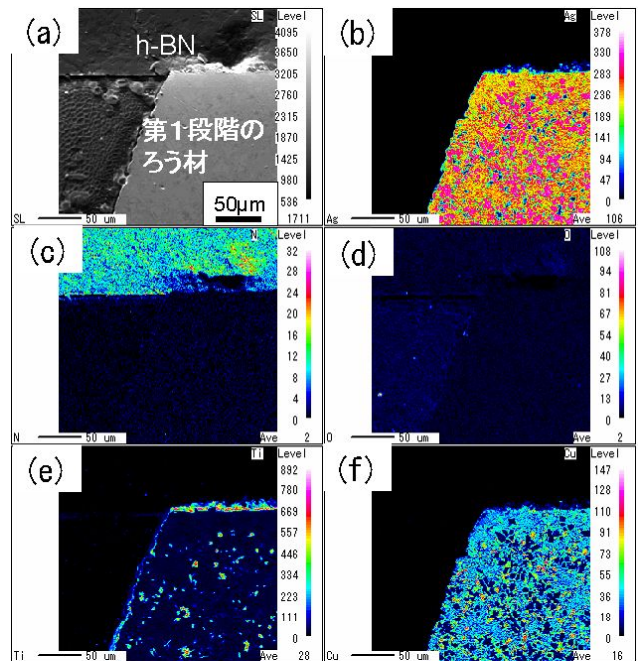 (a)
SL
Level
h-BN
4095
3650
3205
2760
2315
1870
1425
980
586
第1段階の
ろう材
50μm
SL
50 um
1711
(b)
Ag
Level
378
330
283
236
189
141
94
47
0
Ag
50 um
Ave
106
(c)
N
Level
32
28
24
20
16
12
8
4
0
N
50 um
Ave
2
(d)
O
Level
108
94
81
67
54
40
27
13
0
O
50 um
Ave
2
(e)
Ti
Level
892
780
669
557
446
334
223
111
0
Ti
50 um
Ave
28
(f)
Cu
Level
147
128
110
91
73
55
36
18
0
Cu
50 um
Ave
16